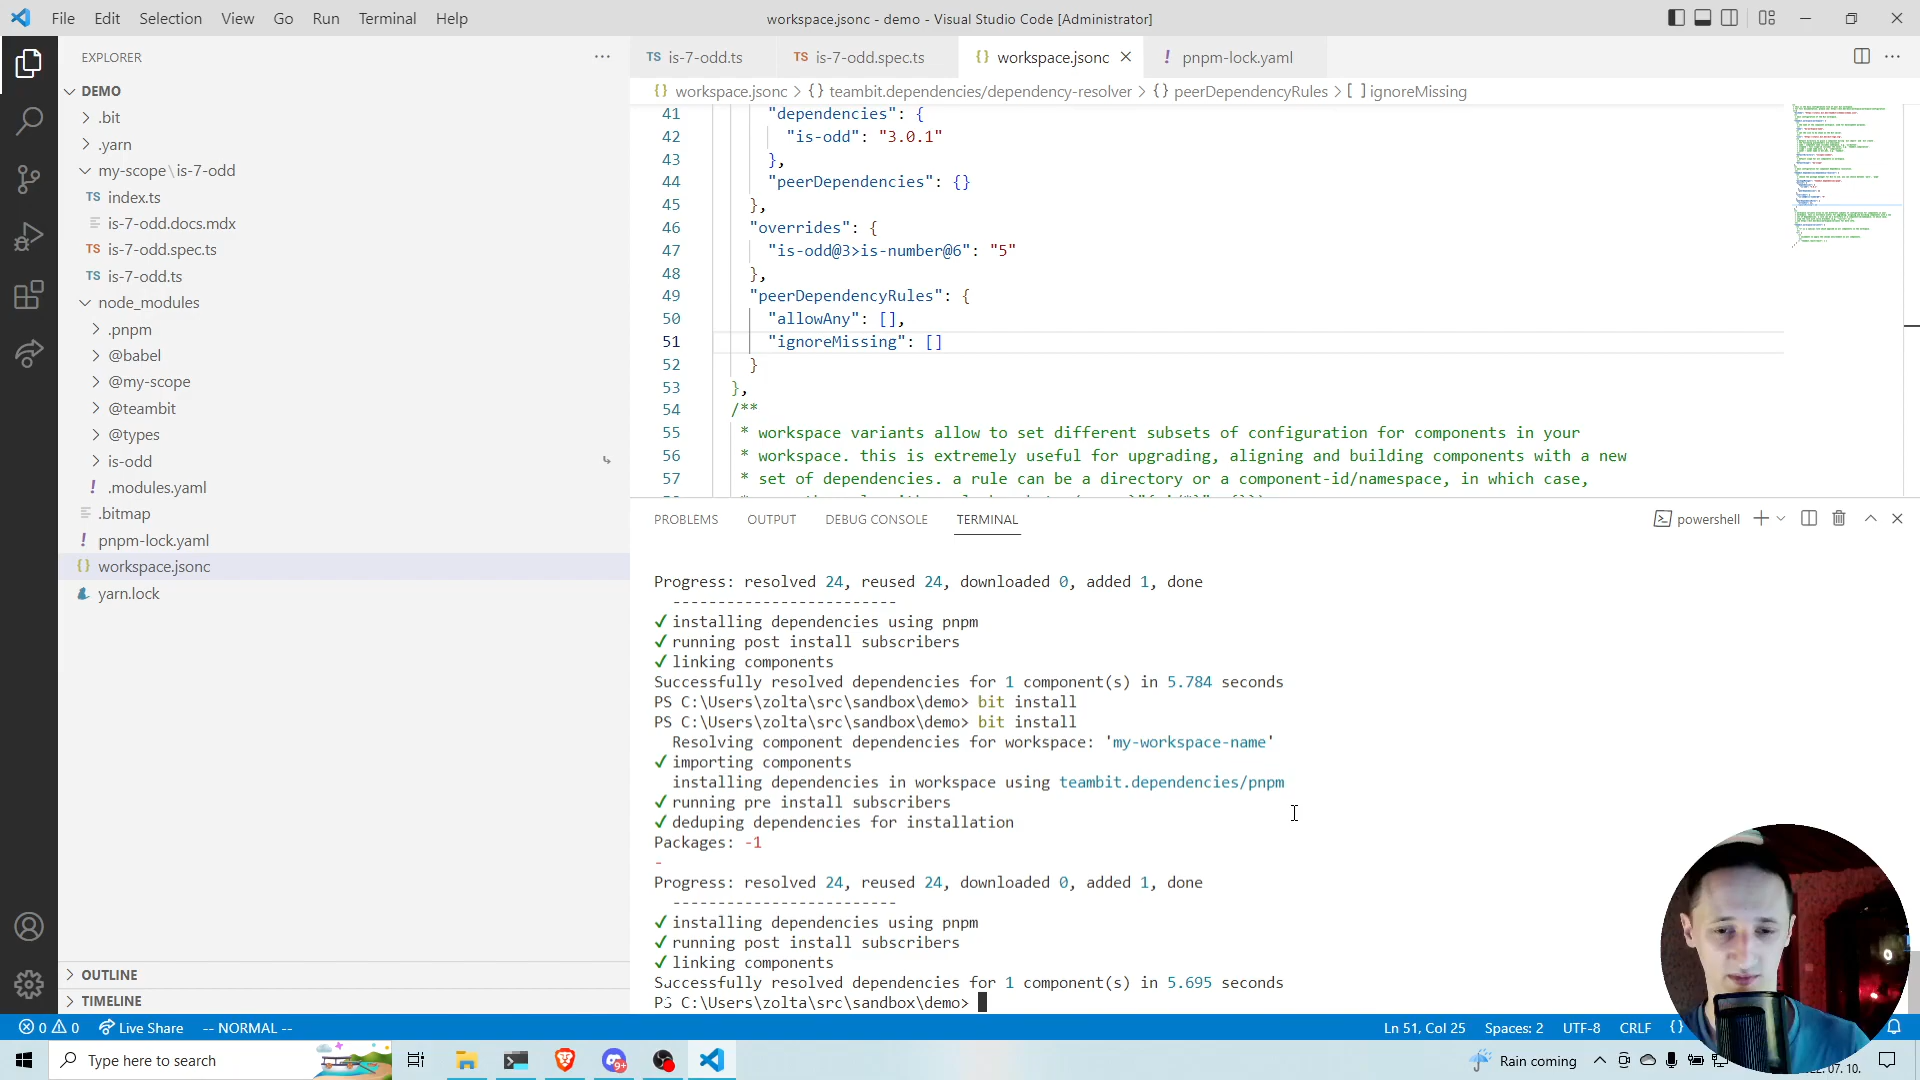 File Edit Selection View Go Run Terminal Help
workspace.jsonc - demo - Visual Studio Code [Administrator]
EXPLORER
DEMO
.bit
.yarn
my-scope\is-7-odd
TS index.ts
is-7-odd.docs.mdx
TS is-7-odd.spec.ts
TS is-7-odd.ts
node_modules
.pnpm
@babel
@my-scope
@teambit
@types
is-odd
! .modules.yaml
.bitmap
! pnpm-lock.yaml
{} workspace.jsonc
yarn.lock
OUTLINE
TIMELINE
TS is-7-odd.ts TS is-7-odd.spec.ts {} workspace.jsonc ! pnpm-lock.yaml
{} workspace.jsonc > {} teambit.dependencies/dependency-resolver > {} peerDependencyRules > [ ] ignoreMissing
41 "dependencies": {
42 "is-odd": "3.0.1"
43 },
44 "peerDependencies": {}
45 },
46 "overrides": {
47 "is-odd@3>is-number@6": "5"
48 },
49 "peerDependencyRules": {
50 "allowAny": [],
51 "ignoreMissing": []
52 }
53 },
54 /**
55 * workspace variants allow to set different subsets of configuration for components in your
56 * workspace. this is extremely useful for upgrading, aligning and building components with a new
57 * set of dependencies. a rule can be a directory or a component-id/namespace, in which case,
PROBLEMS OUTPUT DEBUG CONSOLE TERMINAL
powershell
Progress: resolved 24, reused 24, downloaded 0, added 1, done
-------------------------
✓ installing dependencies using pnpm
✓ running post install subscribers
✓ linking components
Successfully resolved dependencies for 1 component(s) in 5.784 seconds
PS C:\Users\zolta\src\sandbox\demo> bit install
PS C:\Users\zolta\src\sandbox\demo> bit install
Resolving component dependencies for workspace: 'my-workspace-name'
✓ importing components
installing dependencies in workspace using teambit.dependencies/pnpm
✓ running pre install subscribers
✓ deduping dependencies for installation
Packages: -1
-
Progress: resolved 24, reused 24, downloaded 0, added 1, done
-------------------------
✓ installing dependencies using pnpm
✓ running post install subscribers
✓ linking components
Successfully resolved dependencies for 1 component(s) in 5.695 seconds
PS C:\Users\zolta\src\sandbox\demo>
0 0 Live Share -- NORMAL --
Ln 51, Col 25 Spaces: 2 UTF-8 CRLF {}
Type here to search
9+
Rain coming
07. 10.